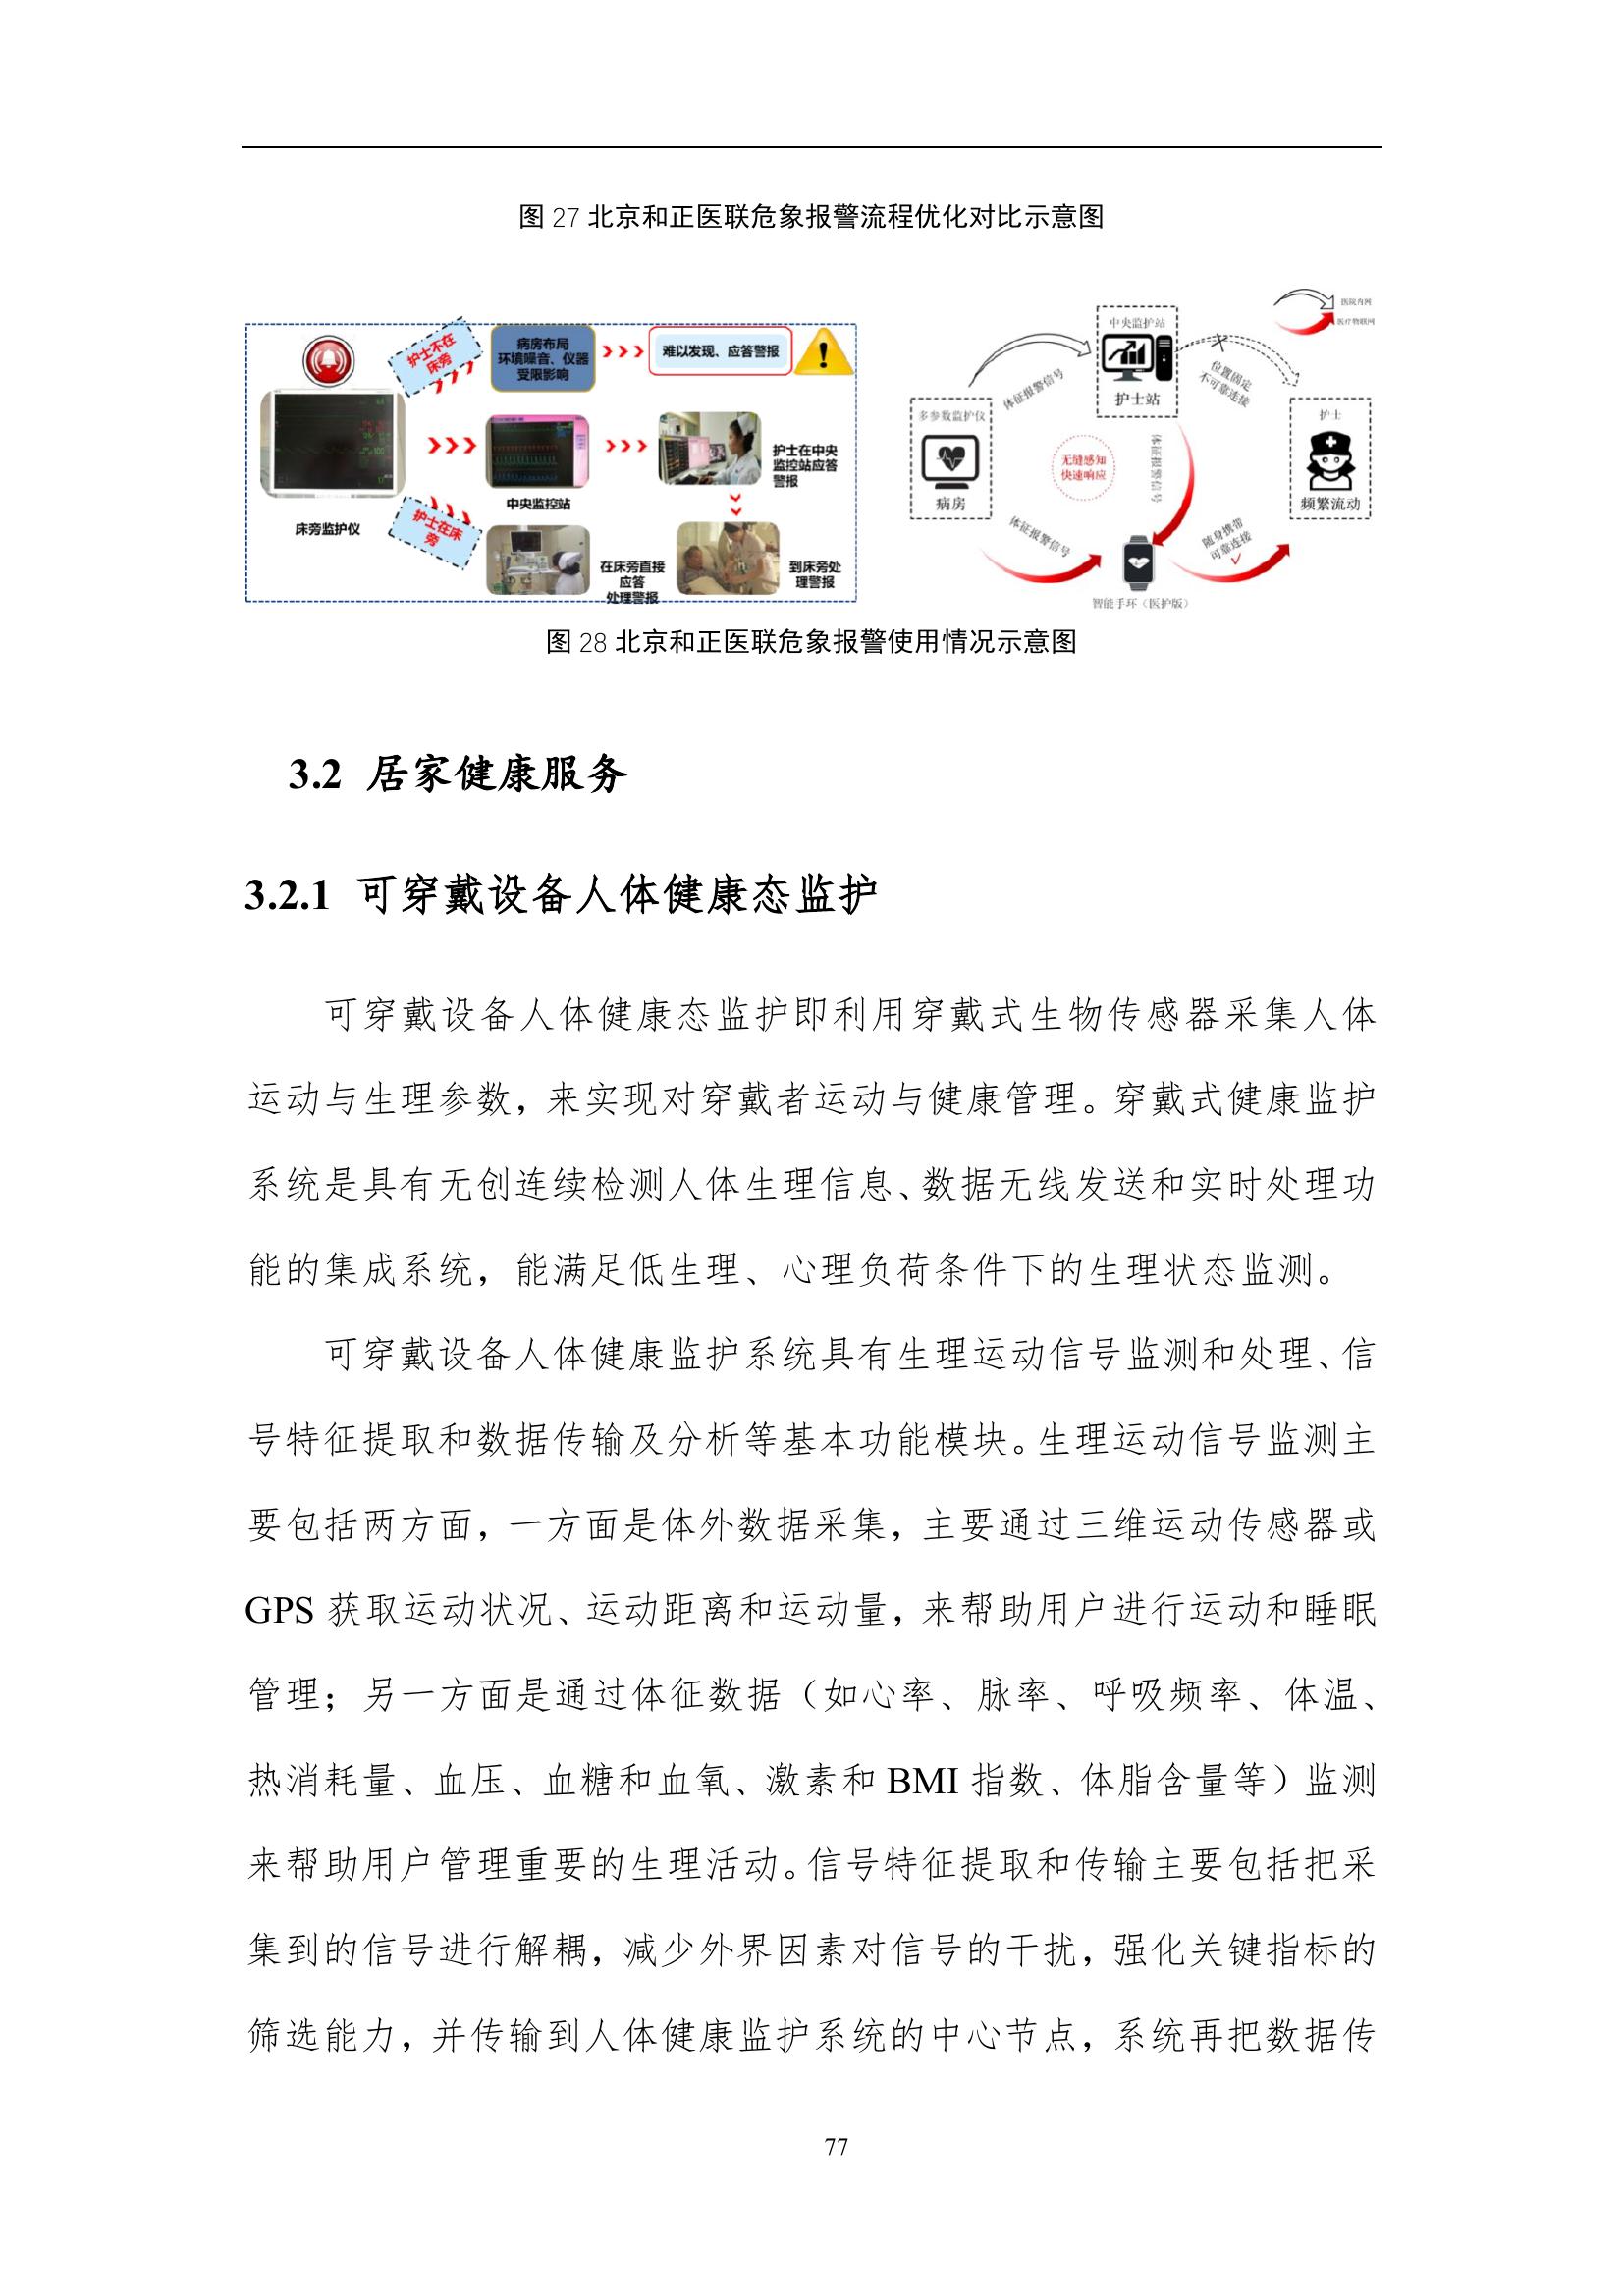 图 27 北京和正医联危象报警流程优化对比示意图
护士不在
床旁
病房布局
环境噪音、仪器
受限影响
难以发现、应答警报
床旁监护仪
中央监控站
护士在中央
监控站应答
警报
护士在床
旁
在床旁直接
应答
处理警报
到床旁处
理警报
医院内网
医疗物联网
中央监护站
护士站
体征报警信号
位置固定
不可靠连接
多参数监护仪
病房
无缝感知
快速响应
体征报警信号
护士
频繁流动
体征报警信号
随身携带
可靠连接
智能手环（医护版）
图 28 北京和正医联危象报警使用情况示意图
3.2 居家健康服务
3.2.1 可穿戴设备人体健康态监护
可穿戴设备人体健康态监护即利用穿戴式生物传感器采集人体
运动与生理参数，来实现对穿戴者运动与健康管理。穿戴式健康监护
系统是具有无创连续检测人体生理信息、数据无线发送和实时处理功
能的集成系统，能满足低生理、心理负荷条件下的生理状态监测。
可穿戴设备人体健康监护系统具有生理运动信号监测和处理、信
号特征提取和数据传输及分析等基本功能模块。生理运动信号监测主
要包括两方面，一方面是体外数据采集，主要通过三维运动传感器或
GPS 获取运动状况、运动距离和运动量，来帮助用户进行运动和睡眠
管理；另一方面是通过体征数据（如心率、脉率、呼吸频率、体温、
热消耗量、血压、血糖和血氧、激素和 BMI 指数、体脂含量等）监测
来帮助用户管理重要的生理活动。信号特征提取和传输主要包括把采
集到的信号进行解耦，减少外界因素对信号的干扰，强化关键指标的
筛选能力，并传输到人体健康监护系统的中心节点，系统再把数据传
77